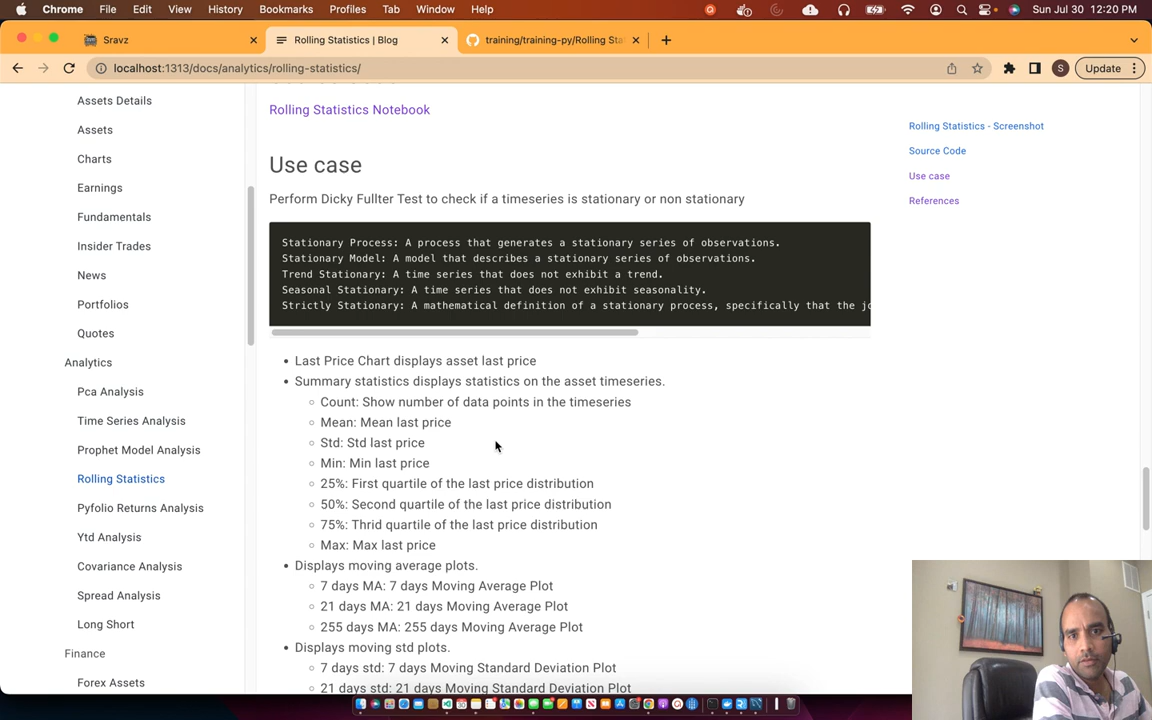 Chrome File Edit View History Bookmarks Profiles Tab Window Help Sun Jul 30 12:20 PM
Sravz Rolling Statistics | Blog training/training-py/Rolling Sta
localhost:1313/docs/analytics/rolling-statistics/ S Update
Assets Details
Assets
Charts
Earnings
Fundamentals
Insider Trades
News
Portfolios
Quotes
Analytics
Pca Analysis
Time Series Analysis
Prophet Model Analysis
Rolling Statistics
Pyfolio Returns Analysis
Ytd Analysis
Covariance Analysis
Spread Analysis
Long Short
Finance
Forex Assets
Rolling Statistics Notebook
Use case
Perform Dicky Fullter Test to check if a timeseries is stationary or non stationary
Stationary Process: A process that generates a stationary series of observations.
Stationary Model: A model that describes a stationary series of observations.
Trend Stationary: A time series that does not exhibit a trend.
Seasonal Stationary: A time series that does not exhibit seasonality.
Strictly Stationary: A mathematical definition of a stationary process, specifically that the jo
• Last Price Chart displays asset last price
• Summary statistics displays statistics on the asset timeseries.
◦ Count: Show number of data points in the timeseries
◦ Mean: Mean last price
◦ Std: Std last price
◦ Min: Min last price
◦ 25%: First quartile of the last price distribution
◦ 50%: Second quartile of the last price distribution
◦ 75%: Thrid quartile of the last price distribution
◦ Max: Max last price
• Displays moving average plots.
◦ 7 days MA: 7 days Moving Average Plot
◦ 21 days MA: 21 days Moving Average Plot
◦ 255 days MA: 255 days Moving Average Plot
• Displays moving std plots.
◦ 7 days std: 7 days Moving Standard Deviation Plot
◦ 21 days std: 21 days Moving Standard Deviation Plot
Rolling Statistics - Screenshot
Source Code
Use case
References